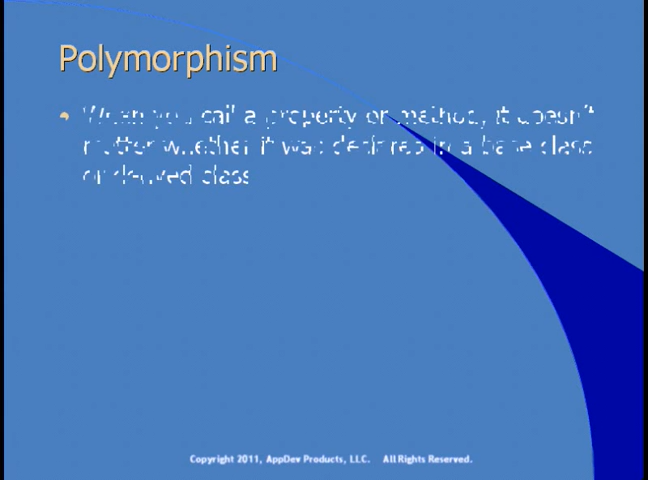 Polymorphism
When you call a property or method, it doesn't
matter whether it was defined in a base class
or derived class
Copyright 2011, AppDev Products, LLC. All Rights Reserved.